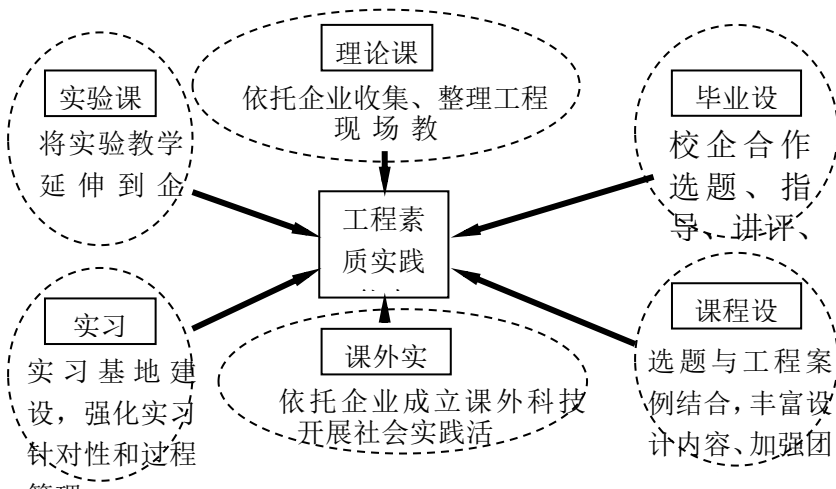 理论课
依托企业收集、整理工程
现场教
实验课
将实验教学
延伸到企
毕业设
校企合作
选题、指
导、讲评、
工程素
质实践
实习
实习基地建
设，强化实习
针对性和过程
课外实
依托企业成立课外科技
开展社会实践活
课程设
选题与工程案
例结合，丰富设
计内容、加强团